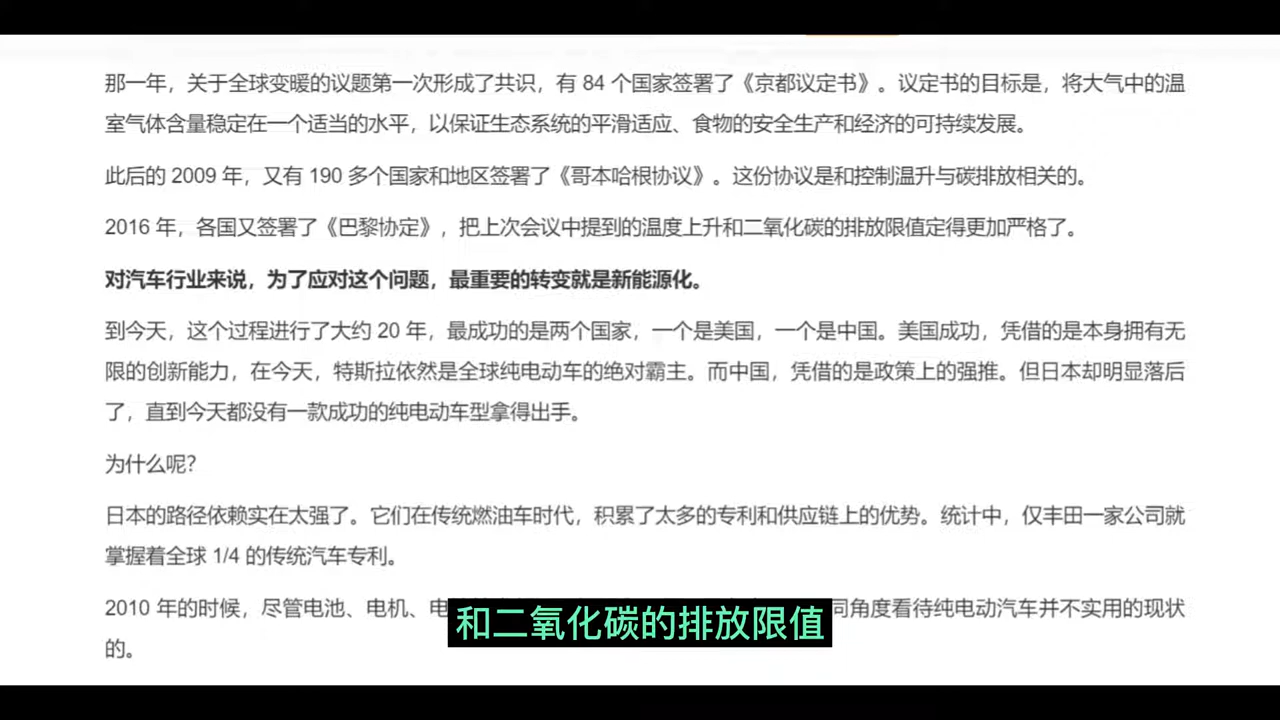 那一年，关于全球变暖的议题第一次形成了共识，有 84 个国家签署了《京都议定书》。议定书的目标是，将大气中的温
室气体含量稳定在一个适当的水平，以保证生态系统的平滑适应、食物的安全生产和经济的可持续发展。
此后的 2009 年，又有 190 多个国家和地区签署了《哥本哈根协议》。这份协议是和控制温升与碳排放相关的。
2016 年，各国又签署了《巴黎协定》，把上次会议中提到的温度上升和二氧化碳的排放限值定得更加严格了。
对汽车行业来说，为了应对这个问题，最重要的转变就是新能源化。
到今天，这个过程进行了大约 20 年，最成功的是两个国家，一个是美国，一个是中国。美国成功，凭借的是本身拥有无
限的创新能力，在今天，特斯拉依然是全球纯电动车的绝对霸主。而中国，凭借的是政策上的强推。但日本却明显落后
了，直到今天都没有一款成功的纯电动车型拿得出手。
为什么呢？
日本的路径依赖实在太强了。它们在传统燃油车时代，积累了太多的专利和供应链上的优势。统计中，仅丰田一家公司就
掌握着全球 1/4 的传统汽车专利。
2010 年的时候，尽管电池、电机、电 同角度看待纯电动汽车并不实用的现状
的。
和二氧化碳的排放限值